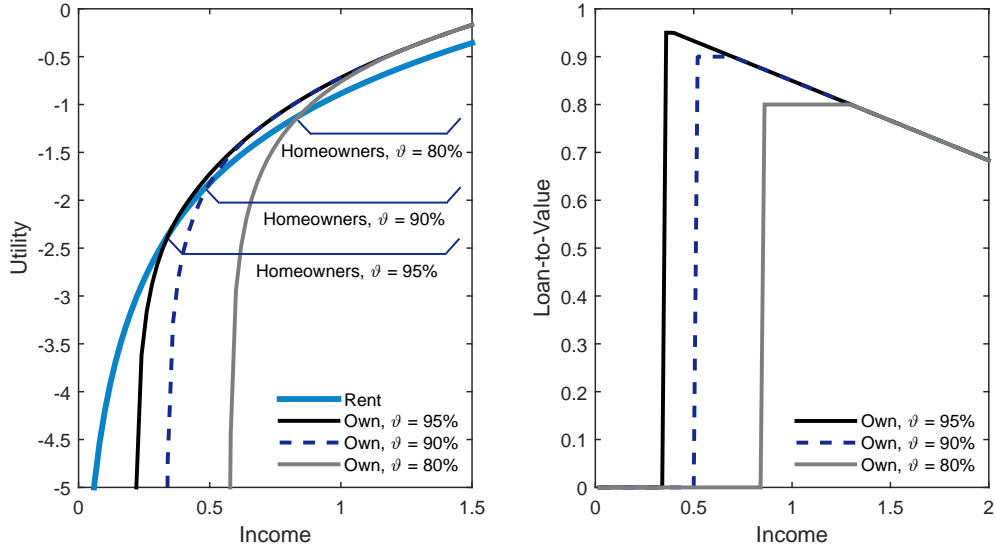 0
-0.5
-1
-1.5
-2
-2.5
-3
-3.5
-4
-4.5
-5
Utility
Homeowners, ϑ = 80%
Homeowners, ϑ = 90%
Homeowners, ϑ = 95%
Rent
Own, ϑ = 95%
Own, ϑ = 90%
Own, ϑ = 80%
0 0.5 1 1.5
Income
1
0.9
0.8
0.7
0.6
0.5
0.4
0.3
0.2
0.1
0
Loan-to-Value
Own, ϑ = 95%
Own, ϑ = 90%
Own, ϑ = 80%
0 0.5 1 1.5 2
Income